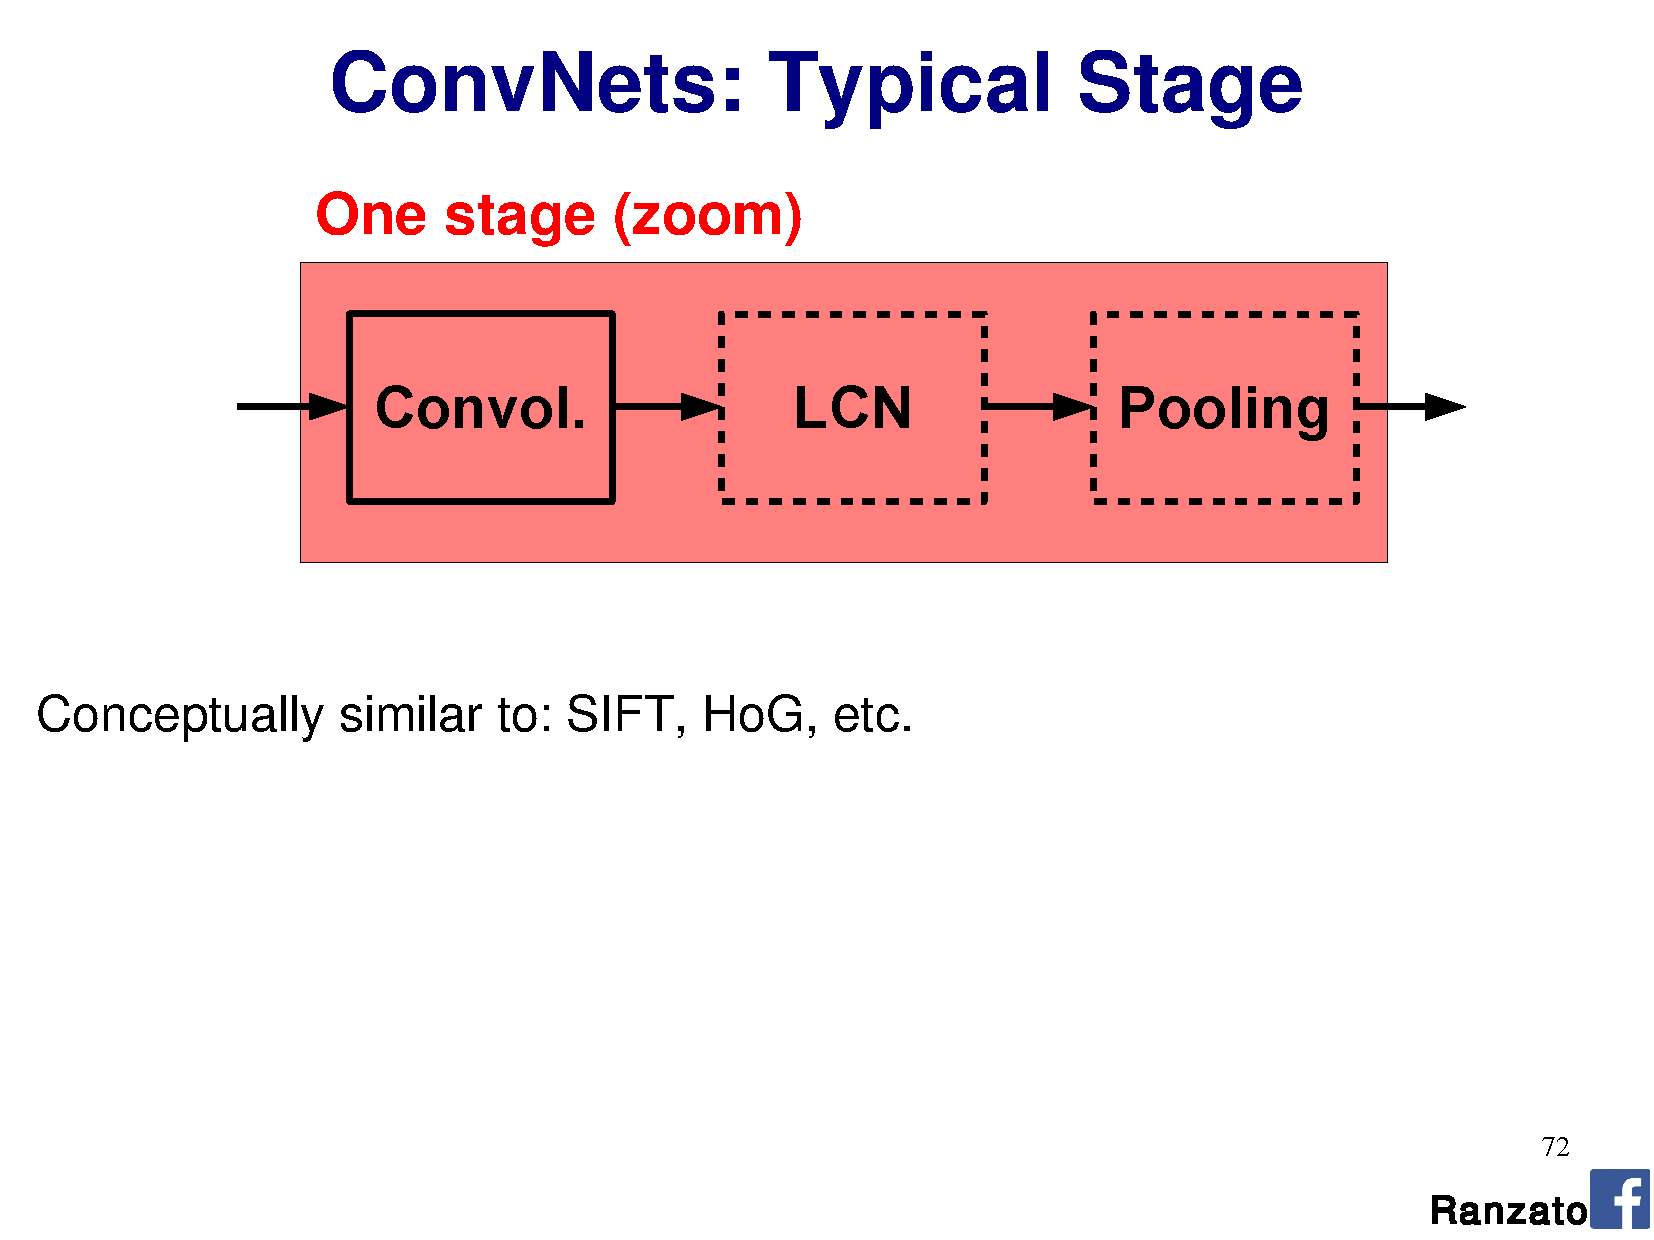 ConvNets: Typical Stage
One stage (zoom)
Convol. LCN Pooling
Conceptually similar to: SIFT, HoG, etc.
72
Ranzato f